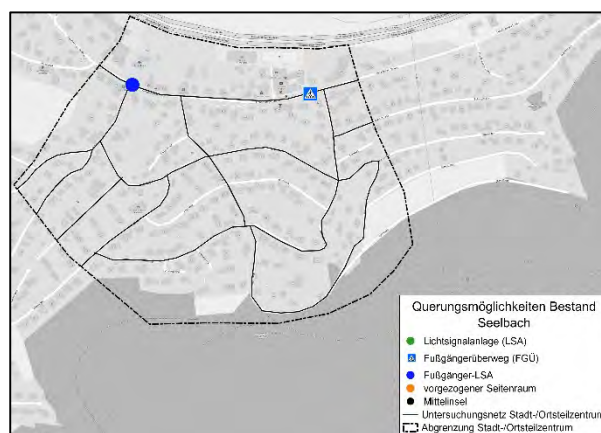 Querungsmöglichkeiten Bestand
Seelbach
Lichtsignalanlage (LSA)
Fußgängerüberweg (FGÜ)
Fußgänger-LSA
vorgezogener Seitenraum
Mittelinsel
Untersuchungsnetz Stadt-/Ortsteilzentrum
Abgrenzung Stadt-/Ortsteilzentrum